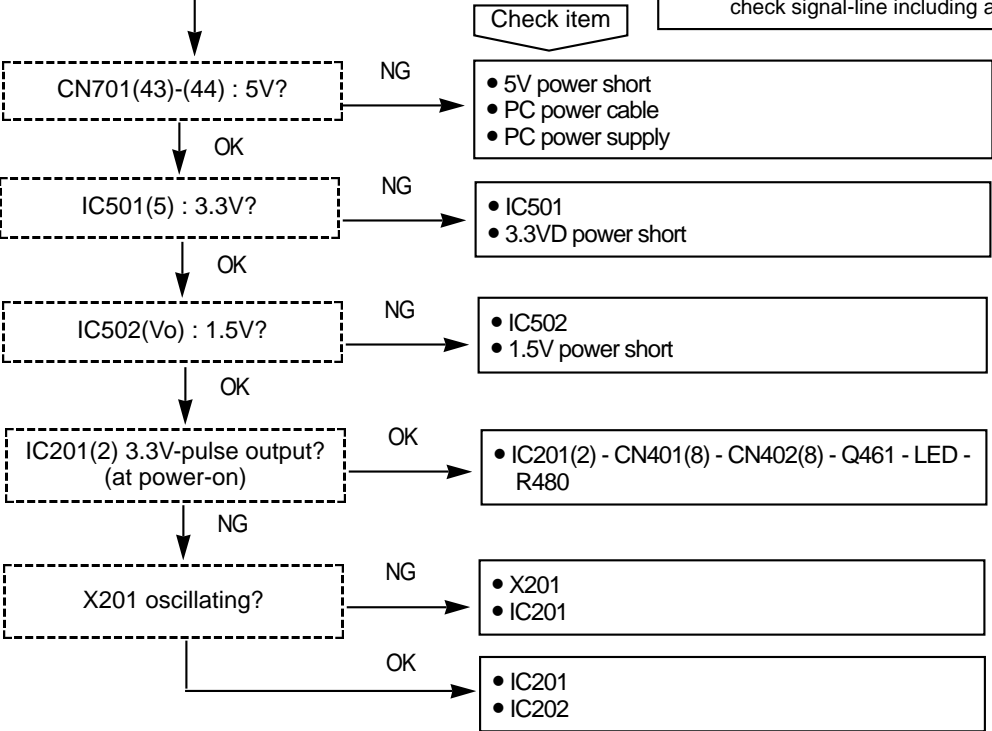 check signal-line including a
Check item
CN701(43)-(44) : 5V?
NG
• 5V power short
• PC power cable
• PC power supply
OK
IC501(5) : 3.3V?
NG
• IC501
• 3.3VD power short
OK
IC502(Vo) : 1.5V?
NG
• IC502
• 1.5V power short
OK
IC201(2) 3.3V-pulse output?
(at power-on)
OK
• IC201(2) - CN401(8) - CN402(8) - Q461 - LED -
R480
NG
X201 oscillating?
NG
• X201
• IC201
OK
• IC201
• IC202